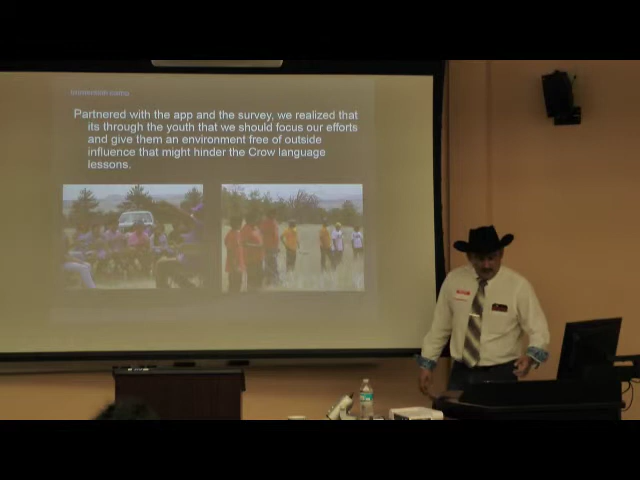 Partnered with the app and the survey, we realized that
its through the youth that we should focus our efforts
and give them an environment free of outside
influence that might hinder the Crow language
lessons.